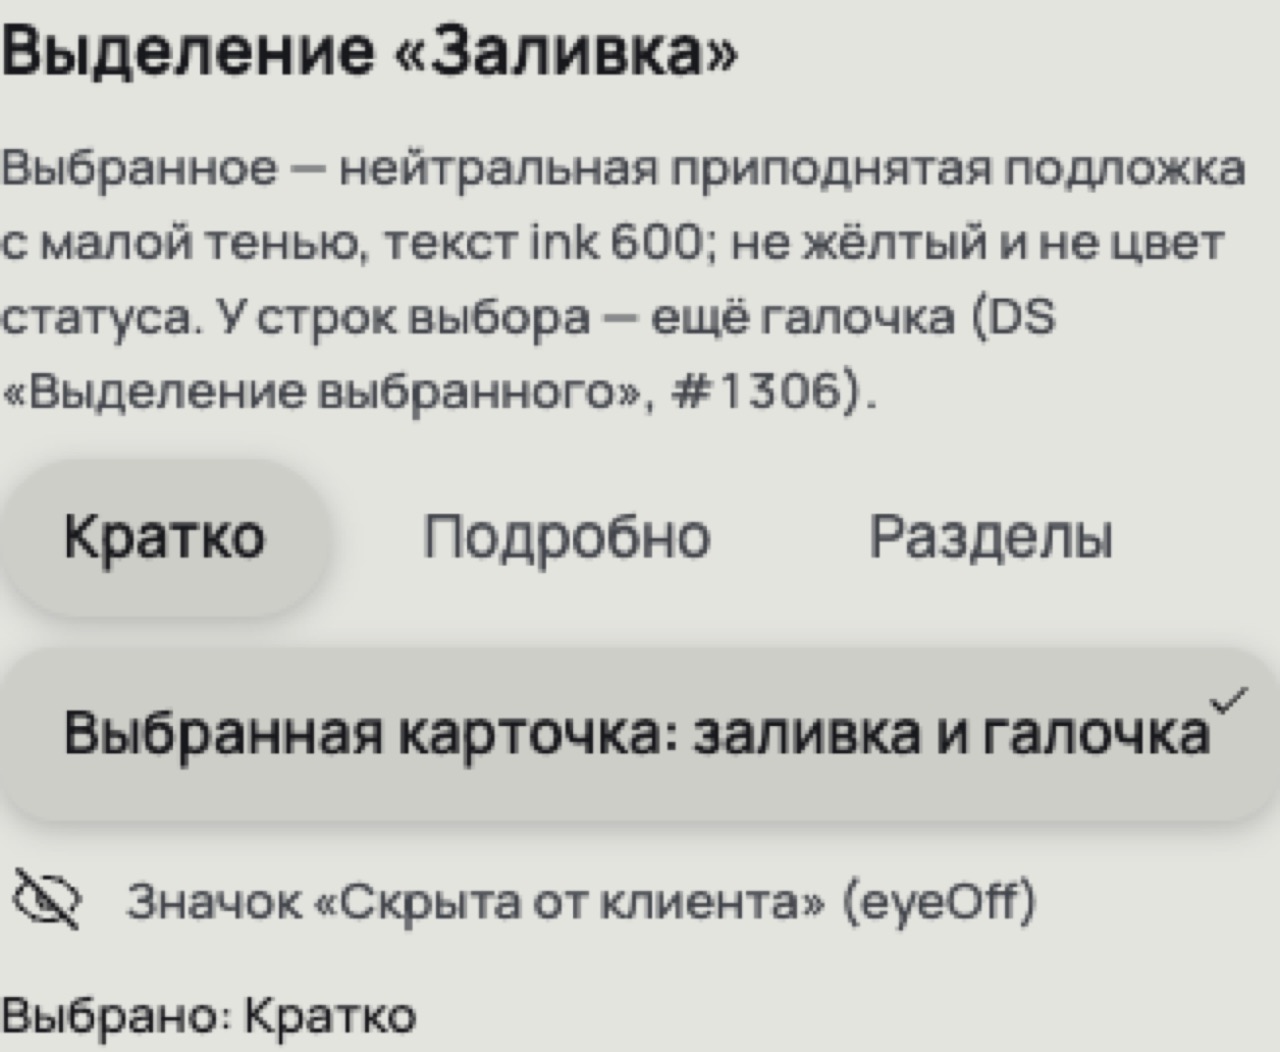 Выделение «Заливка»
Выбранное — нейтральная приподнятая подложка
с малой тенью, текст ink 600; не жёлтый и не цвет
статуса. У строк выбора — ещё галочка (DS
«Выделение выбранного», #1306).
Кратко Подробно Разделы
Выбранная карточка: заливка и галочка
Значок «Скрыта от клиента» (eyeOff)
Выбрано: Кратко